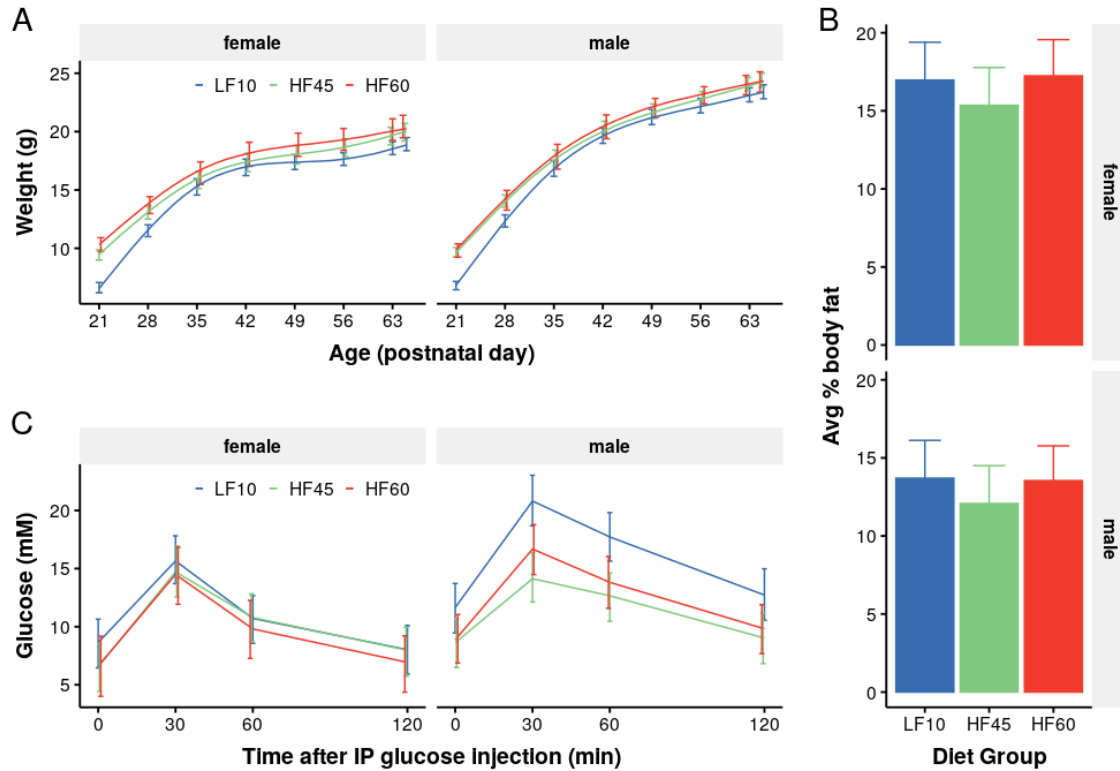 A
female
male
LF10 HF45 HF60
Weight (g)
25
20
15
10
21 28 35 42 49 56 63
21 28 35 42 49 56 63
Age (postnatal day)
B
20
15
10
5
0
female
Avg % body fat
20
15
10
5
0
male
LF10 HF45 HF60
Diet Group
C
female
male
LF10 HF45 HF60
Glucose (mM)
20
15
10
5
0 30 60 120
0 30 60 120
Time after IP glucose injection (min)